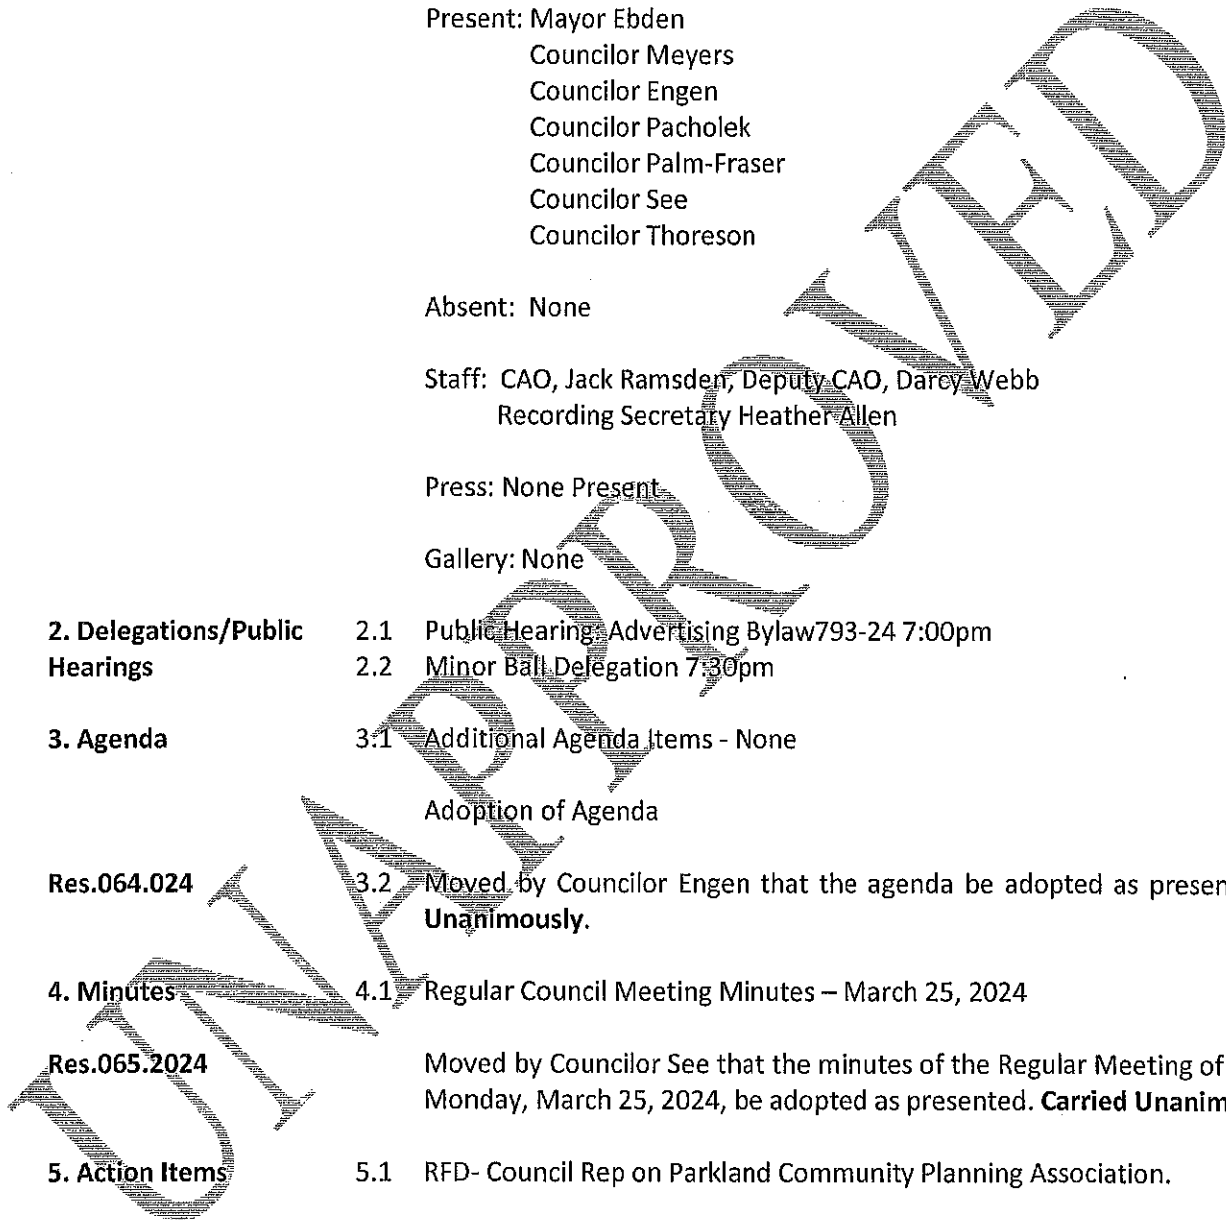 Present: Mayor Ebden
Councilor Meyers
Councilor Engen
Councilor Pacholek
Councilor Palm-Fraser
Councilor See
Councilor Thoreson
Absent: None
Staff: CAO, Jack Ramsden, Deputy CAO, Darcy Webb
Recording Secretary Heather Allen
Press: None Present
Gallery: None
2. Delegations/Public 2.1 Public Hearing: Advertising Bylaw793-24 7:00pm
Hearings 2.2 Minor Ball Delegation 7:30pm
3. Agenda 3.1 Additional Agenda Items - None
Adoption of Agenda
Res.064.024 3.2 Moved by Councilor Engen that the agenda be adopted as presen
Unanimously.
4. Minutes 4.1 Regular Council Meeting Minutes – March 25, 2024
Res.065.2024 Moved by Councilor See that the minutes of the Regular Meeting of
Monday, March 25, 2024, be adopted as presented. Carried Unanim
5. Action Items 5.1 RFD- Council Rep on Parkland Community Planning Association.
UNAPPROVED